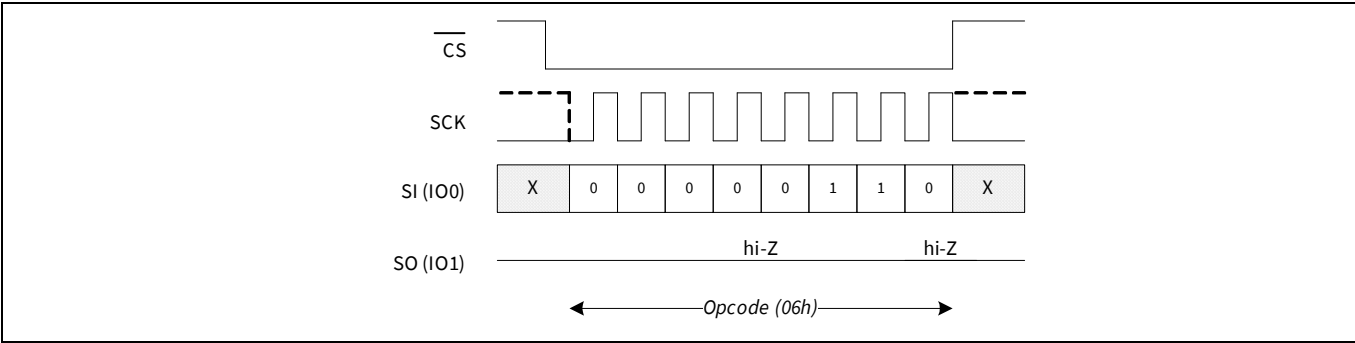 CS
SCK
SI (IO0) X 0 0 0 0 0 1 1 0 X
hi-Z hi-Z
SO (IO1)
Opcode (06h)